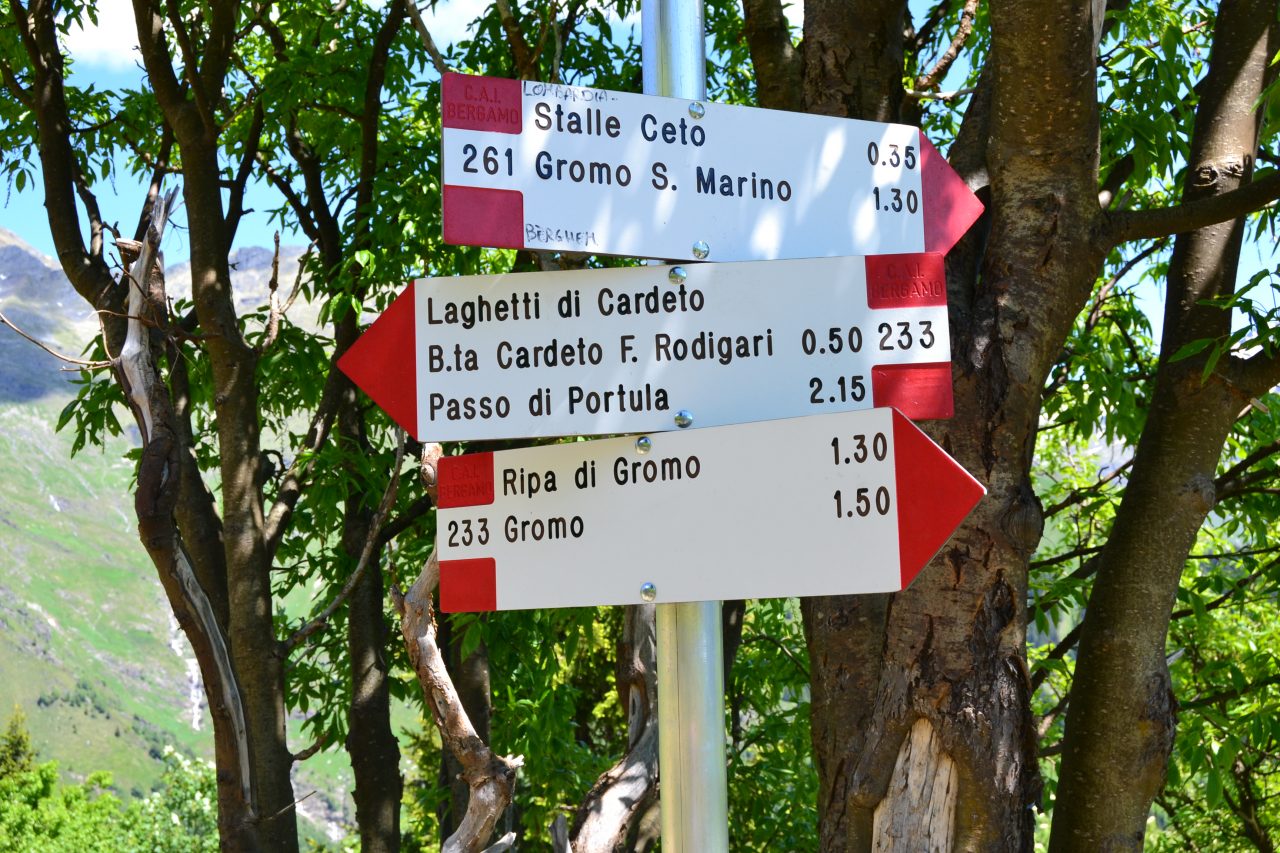 C.A.I.
BERGAMO
LOMBARDIA-
Stalle Ceto 0.35
261 Gromo S. Marino 1.30
BERGHEM
C.A.I.
BERGAMO
Laghetti di Cardeto
B.ta Cardeto F. Rodigari 0.50 233
Passo di Portula 2.15
C.A.I.
BERGAMO
Ripa di Gromo 1.30
233 Gromo 1.50